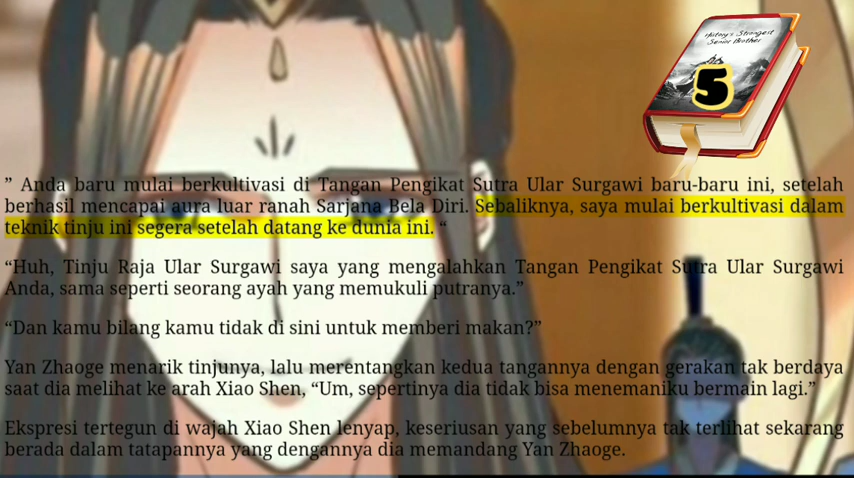 History's Strongest
Senior Brother
5
” Anda baru mulai berkultivasi di Tangan Pengikat Sutra Ular Surgawi baru-baru ini, setelah
berhasil mencapai aura luar ranah Sarjana Bela Diri. Sebaliknya, saya mulai berkultivasi dalam
teknik tinju ini segera setelah datang ke dunia ini. “
“Huh, Tinju Raja Ular Surgawi saya yang mengalahkan Tangan Pengikat Sutra Ular Surgawi
Anda, sama seperti seorang ayah yang memukuli putranya.”
“Dan kamu bilang kamu tidak di sini untuk memberi makan?”
Yan Zhaoge menarik tinjunya, lalu merentangkan kedua tangannya dengan gerakan tak berdaya
saat dia melihat ke arah Xiao Shen, “Um, sepertinya dia tidak bisa menemaniku bermain lagi.”
Ekspresi tertegun di wajah Xiao Shen lenyap, keseriusan yang sebelumnya tak terlihat sekarang
berada dalam tatapannya yang dengannya dia memandang Yan Zhaoge.